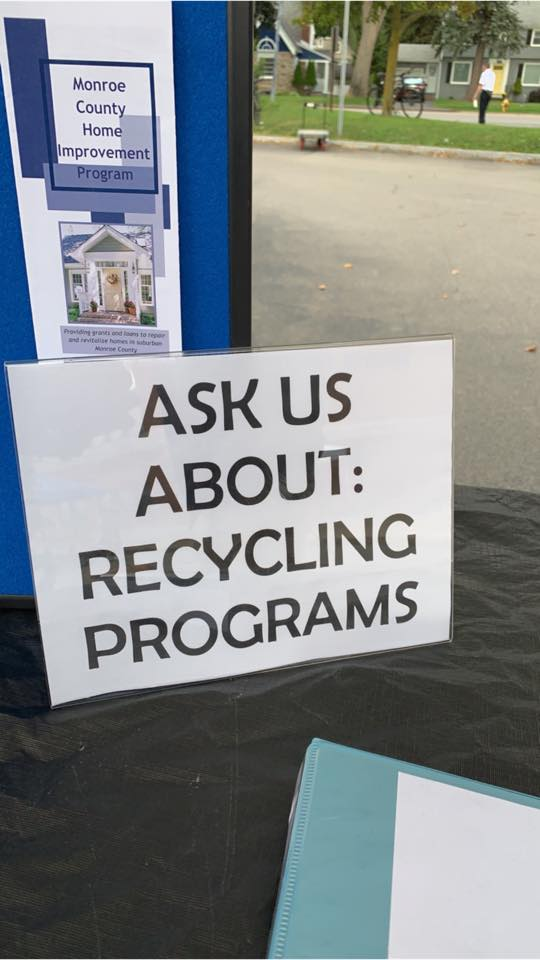 Monroe
County
Home
Improvement
Program
Providing grants and loans to repair
and revitalize homes in suburban
Monroe County
ASK US
ABOUT:
RECYCLING
PROGRAMS